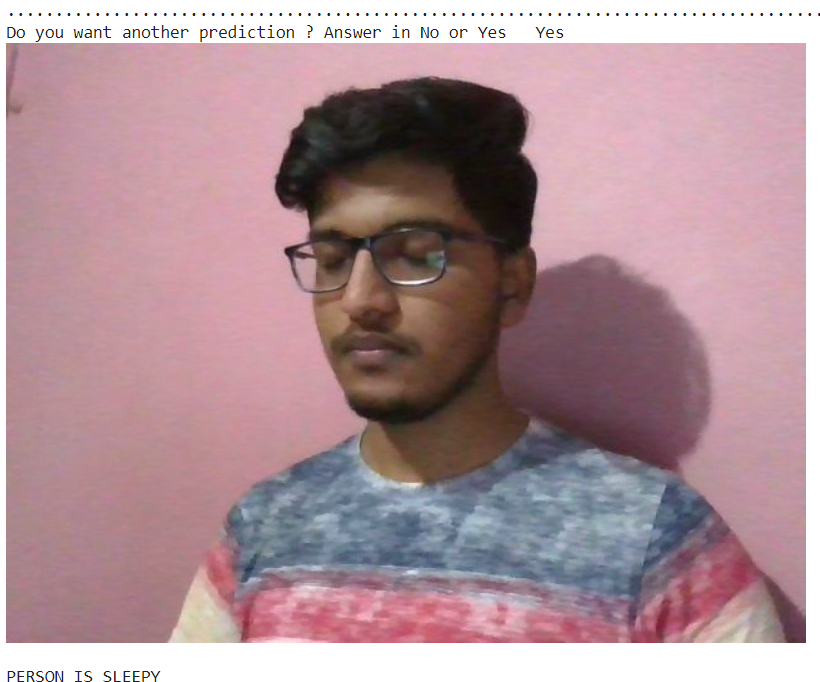 ........................................................................................
Do you want another prediction ? Answer in No or Yes   Yes
PERSON IS SLEEPY